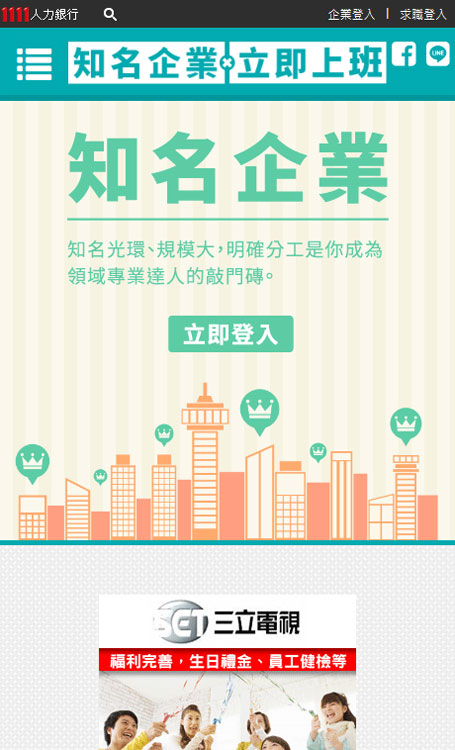 1111人力銀行
企業登入 | 求職登入
知名企業×立即上班
LINE
知名企業
知名光環、規模大，明確分工是你成為
領域專業達人的敲門磚。
立即登入
SET 三立電視
福利完善，生日禮金、員工健檢等